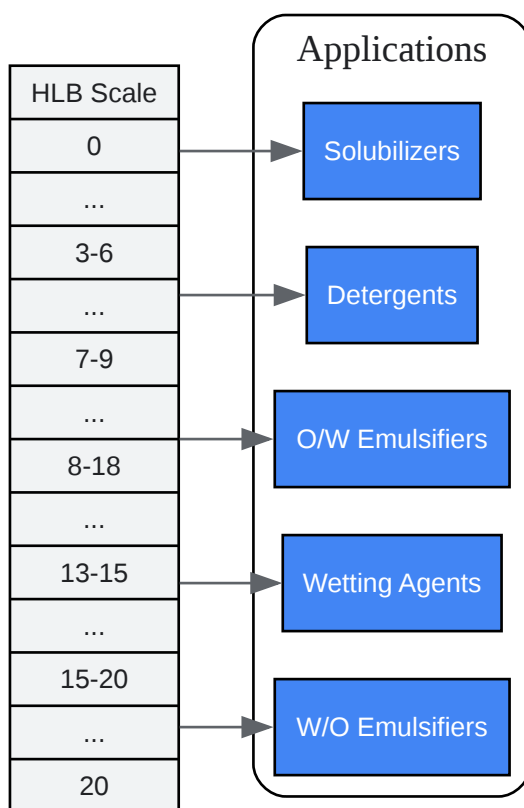 Applications
HLB Scale
0
...
3-6
...
7-9
...
8-18
...
13-15
...
15-20
...
20
Solubilizers
Detergents
O/W Emulsifiers
Wetting Agents
W/O Emulsifiers